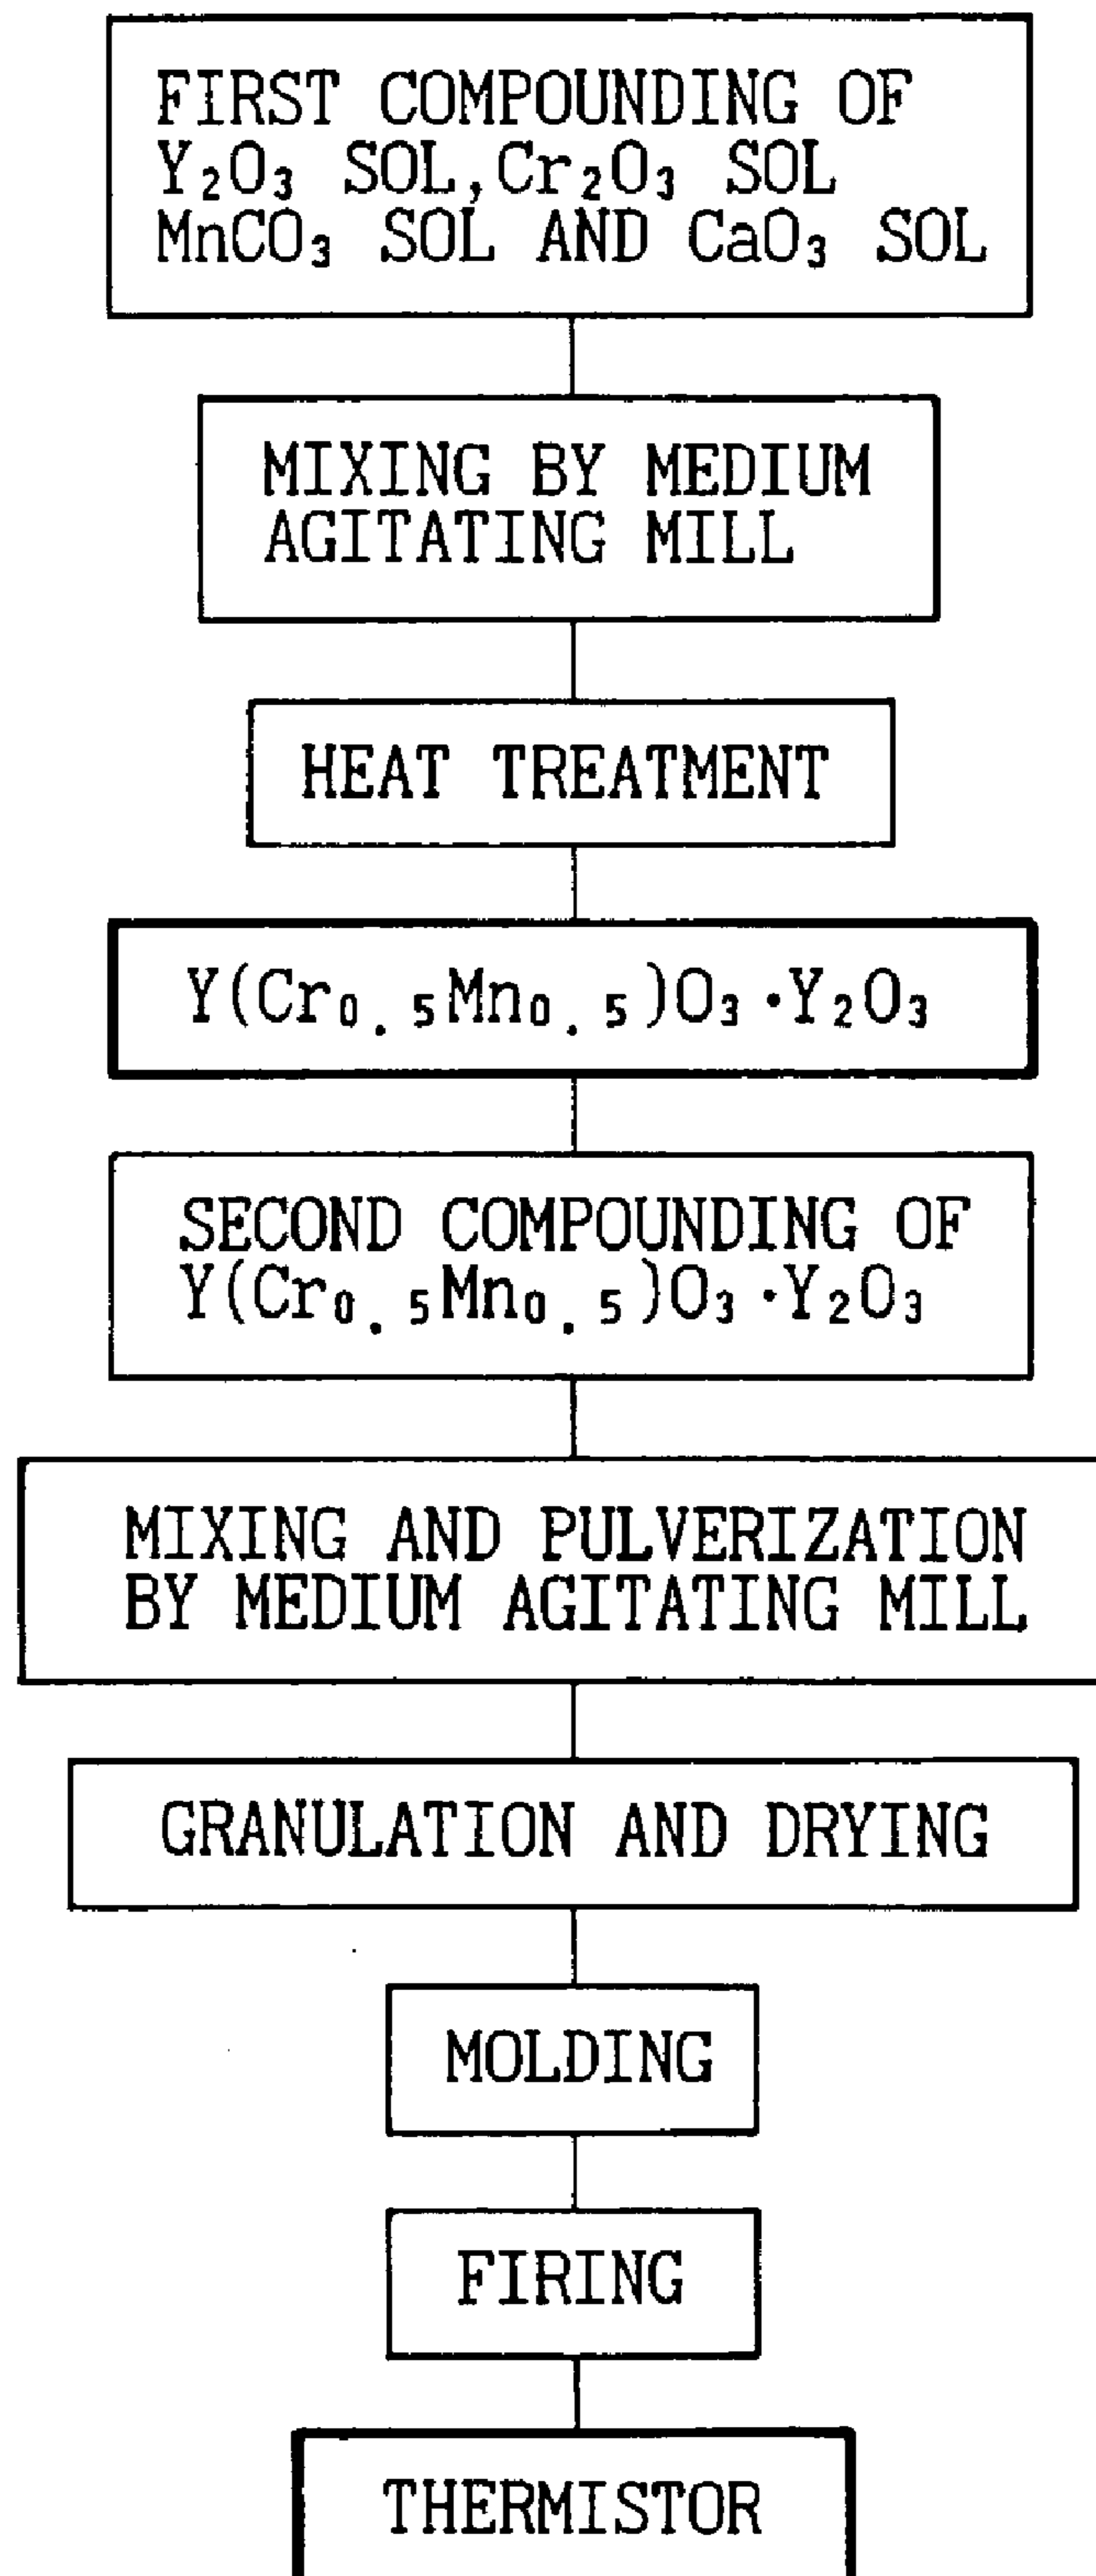 FIRST COMPOUNDING OF
Y₂O₃ SOL,Cr₂O₃ SOL
MnCO₃ SOL AND CaO₃ SOL
MIXING BY MEDIUM
AGITATING MILL
HEAT TREATMENT
Y(Cr₀.₅Mn₀.₅)O₃·Y₂O₃
SECOND COMPOUNDING OF
Y(Cr₀.₅Mn₀.₅)O₃·Y₂O₃
MIXING AND PULVERIZATION
BY MEDIUM AGITATING MILL
GRANULATION AND DRYING
MOLDING
FIRING
THERMISTOR